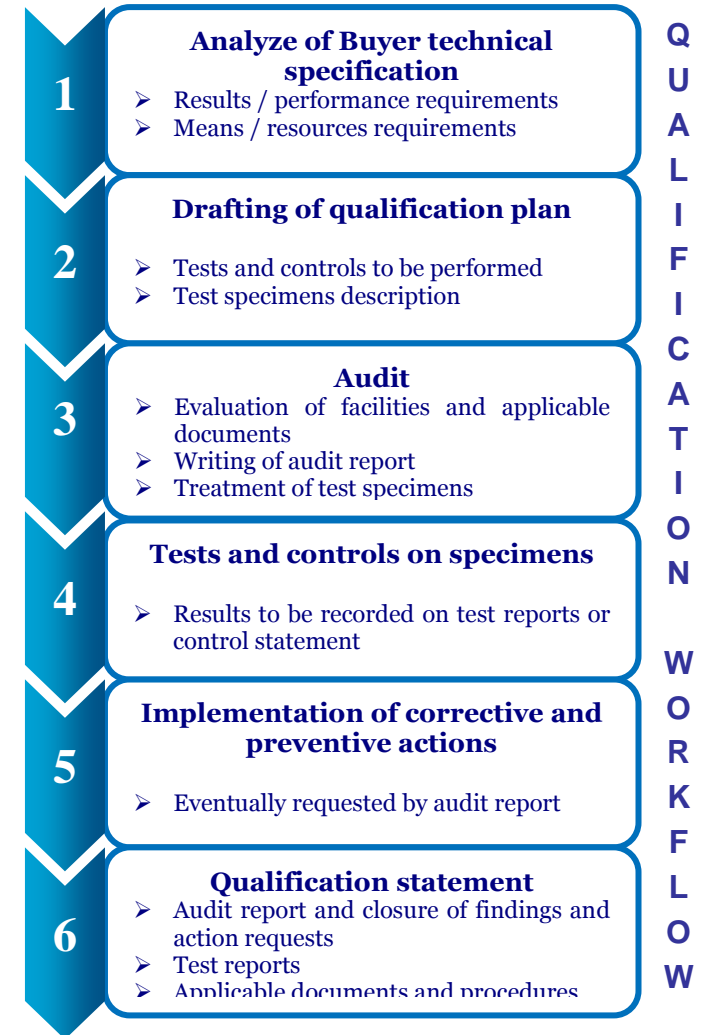 1
Analyze of Buyer technical
specification
➢ Results / performance requirements
➢ Means / resources requirements
2
Drafting of qualification plan
➢ Tests and controls to be performed
➢ Test specimens description
3
Audit
➢ Evaluation of facilities and applicable
documents
➢ Writing of audit report
➢ Treatment of test specimens
4
Tests and controls on specimens
➢ Results to be recorded on test reports or
control statement
5
Implementation of corrective and
preventive actions
➢ Eventually requested by audit report
6
Qualification statement
➢ Audit report and closure of findings and
action requests
➢ Test reports
➢ Applicable documents and procedures
QUALIFICATION WORKFLOW